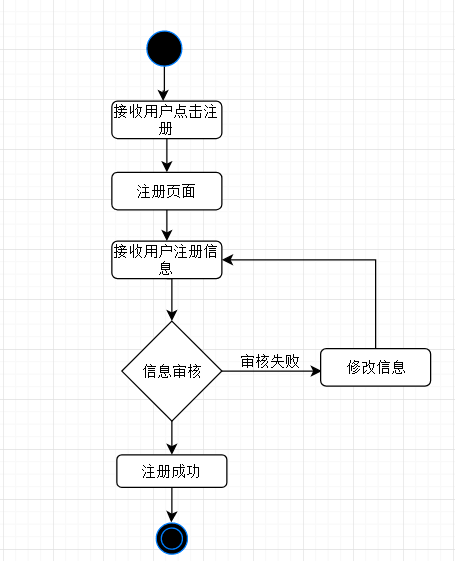 接收用户点击注
册
注册页面
接收用户注册信
息
信息审核
审核失败
修改信息
注册成功